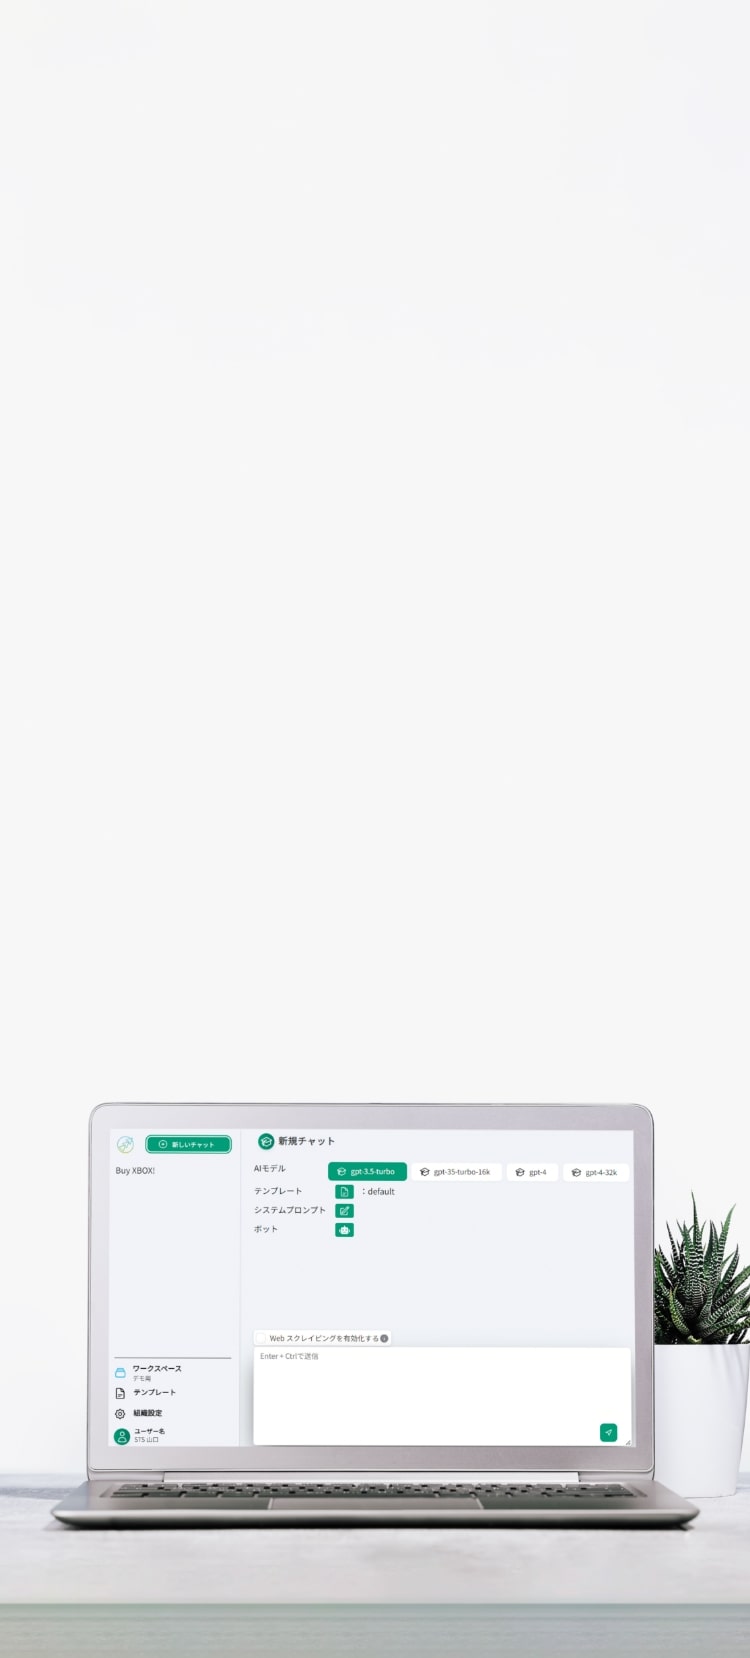 新しいチャット
Buy XBOX!
ワークスペース
デモ用
テンプレート
組織設定
ユーザー名
STS 山口
新規チャット
AIモデル
gpt-3.5-turbo
gpt-35-turbo-16k
gpt-4
gpt-4-32k
テンプレート
：default
システムプロンプト
ボット
Web スクレイピングを有効化する
Enter + Ctrlで送信